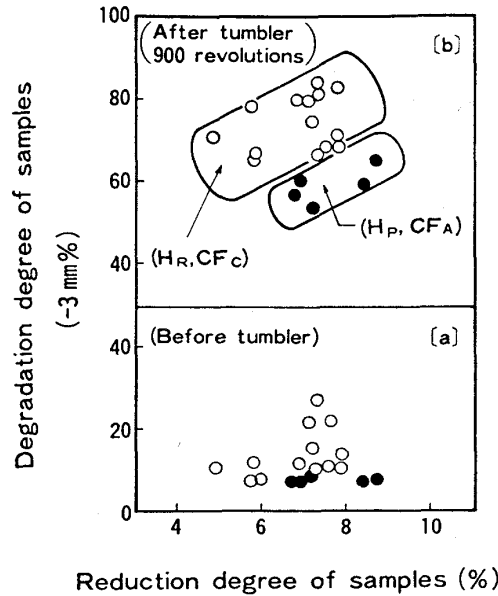 100
(After tumbler
900 revolutions)
[b]
80
60
40
(HR, CFC)
(HP, CFA)
(Before tumbler)
[a]
40
20
0
4 6 8 10
Degradation degree of samples
(-3 mm%)
Reduction degree of samples (%)